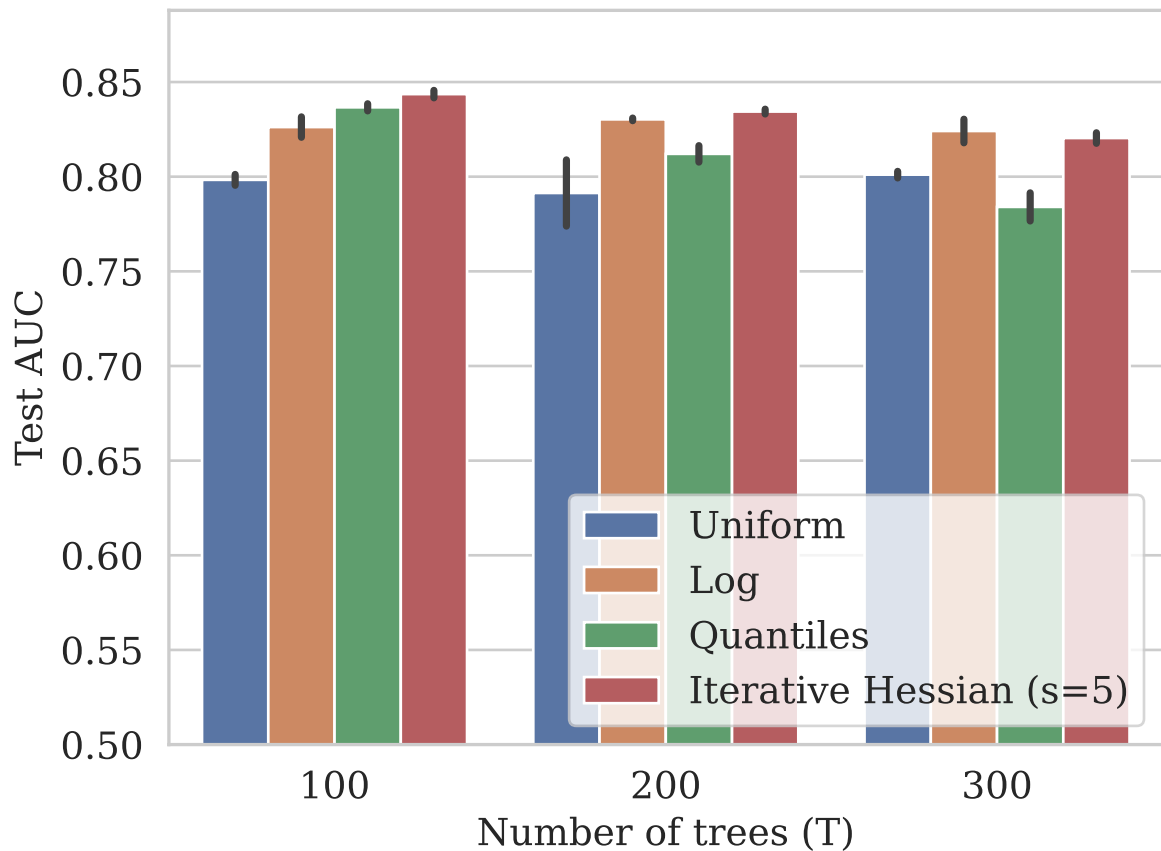 Test AUC
0.85
0.80
0.75
0.70
0.65
0.60
0.55
0.50
Uniform
Log
Quantiles
Iterative Hessian (s=5)
100 200 300
Number of trees (T)